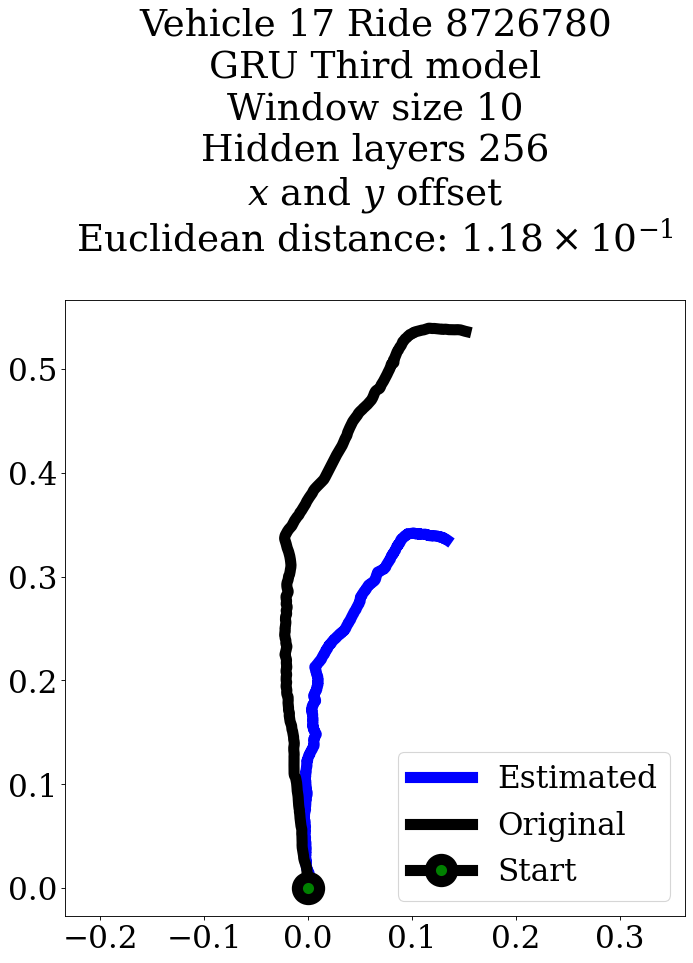 Vehicle 17 Ride 8726780
GRU Third model
Window size 10
Hidden layers 256
x and y offset
Euclidean distance: 1.18 × 10⁻¹
0.5
0.4
0.3
0.2
0.1
0.0
Estimated
Original
Start
−0.2 −0.1 0.0 0.1 0.2 0.3